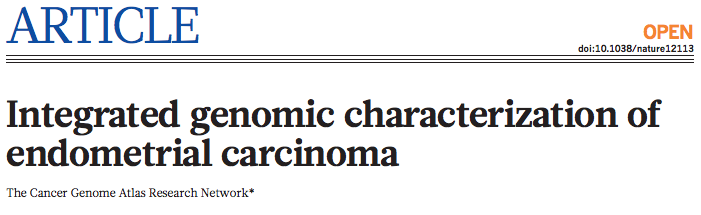 ARTICLE
OPEN
doi:10.1038/nature12113
Integrated genomic characterization of
endometrial carcinoma
The Cancer Genome Atlas Research Network*